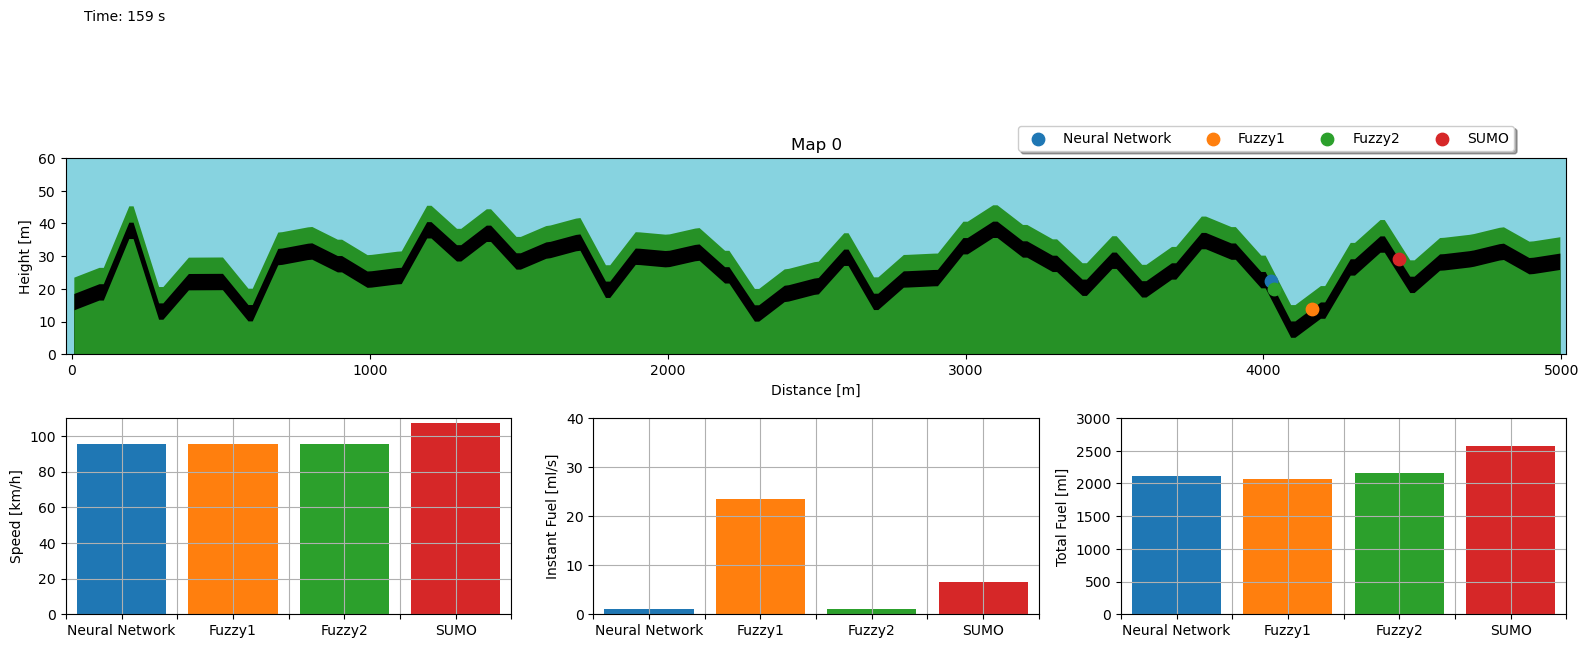 Time: 159 s
Neural Network Fuzzy1 Fuzzy2 SUMO
Map 0
Height [m]
60
50
40
30
20
10
0
0 1000 2000 3000 4000 5000
Distance [m]
Speed [km/h]
100
80
60
40
20
0
Neural Network Fuzzy1 Fuzzy2 SUMO
Instant Fuel [ml/s]
40
30
20
10
0
Neural Network Fuzzy1 Fuzzy2 SUMO
Total Fuel [ml]
3000
2500
2000
1500
1000
500
0
Neural Network Fuzzy1 Fuzzy2 SUMO